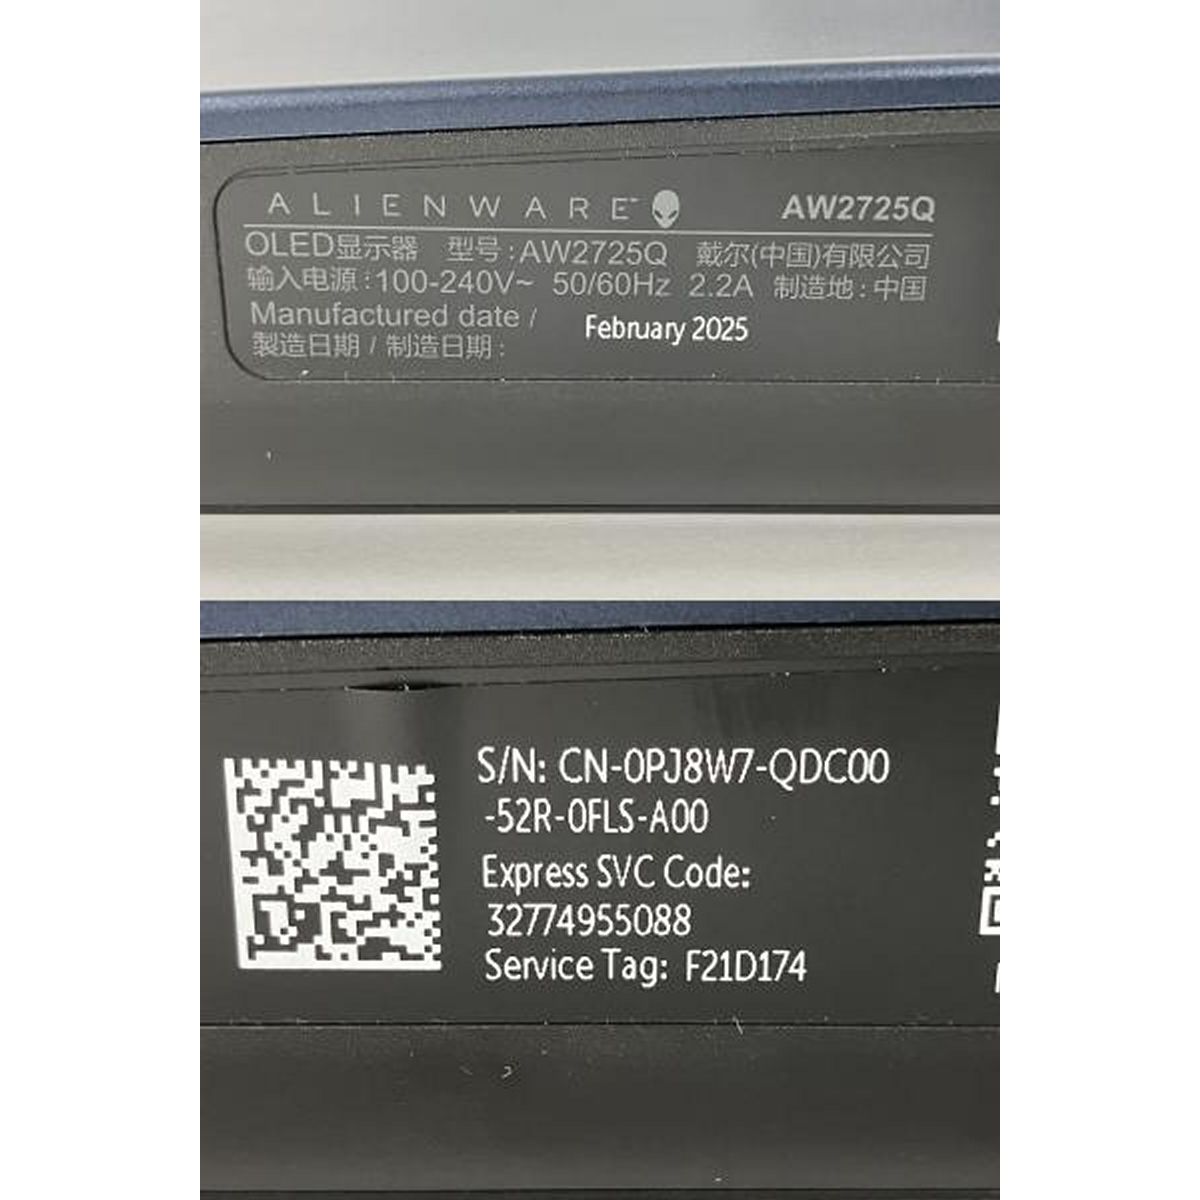 ALIENWARE AW2725Q
OLED显示器 型号:AW2725Q 戴尔(中国)有限公司
输入电源:100-240V~ 50/60Hz 2.2A 制造地:中国
Manufactured date /
February 2025
製造日期 / 制造日期:
S/N: CN-0PJ8W7-QDC00
-52R-0FLS-A00
Express SVC Code:
32774955088
Service Tag: F21D174